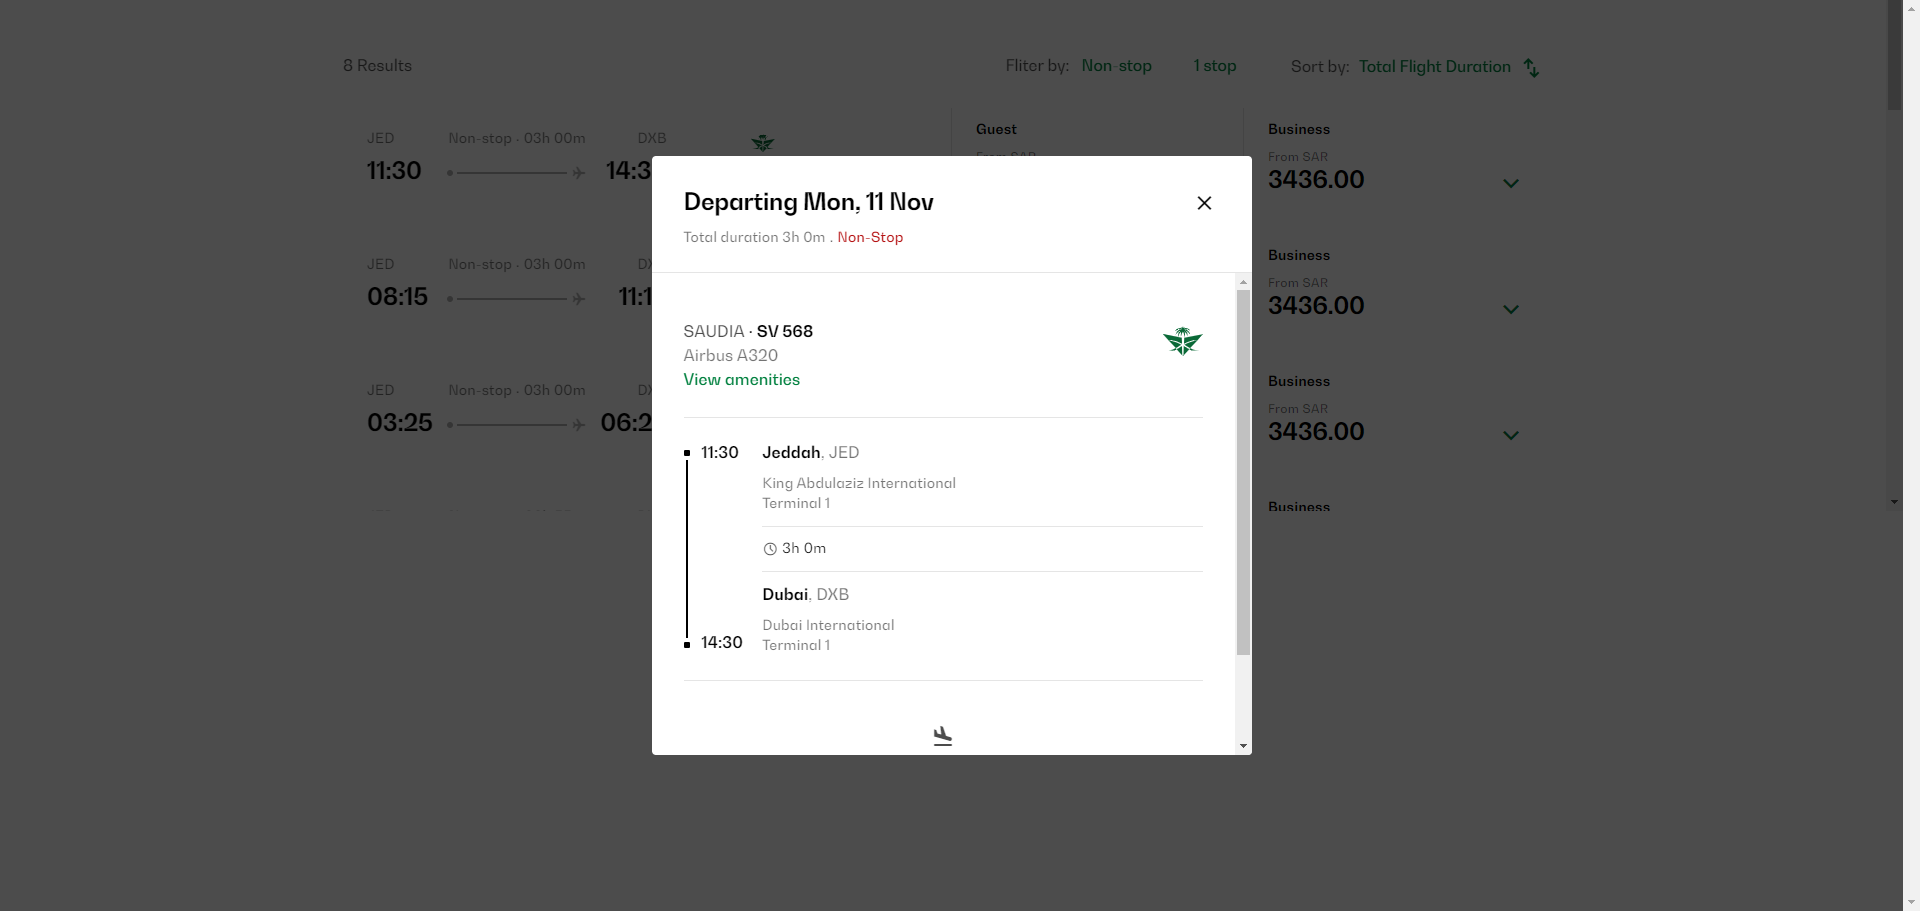 8 Results
Fliter by: Non-stop 1 stop Sort by: Total Flight Duration
JED Non-stop · 03h 00m DXB
11:30 14:3
Guest
From SAR
Business
From SAR
3436.00
JED Non-stop · 03h 00m
08:15 11:1
Business
From SAR
3436.00
JED Non-stop · 03h 00m
03:25 06:2
Business
From SAR
3436.00
Business
Departing Mon, 11 Nov
Total duration 3h 0m . Non-Stop
SAUDIA · SV 568
Airbus A320
View amenities
11:30 Jeddah, JED
King Abdulaziz International
Terminal 1
3h 0m
Dubai, DXB
Dubai International
14:30 Terminal 1